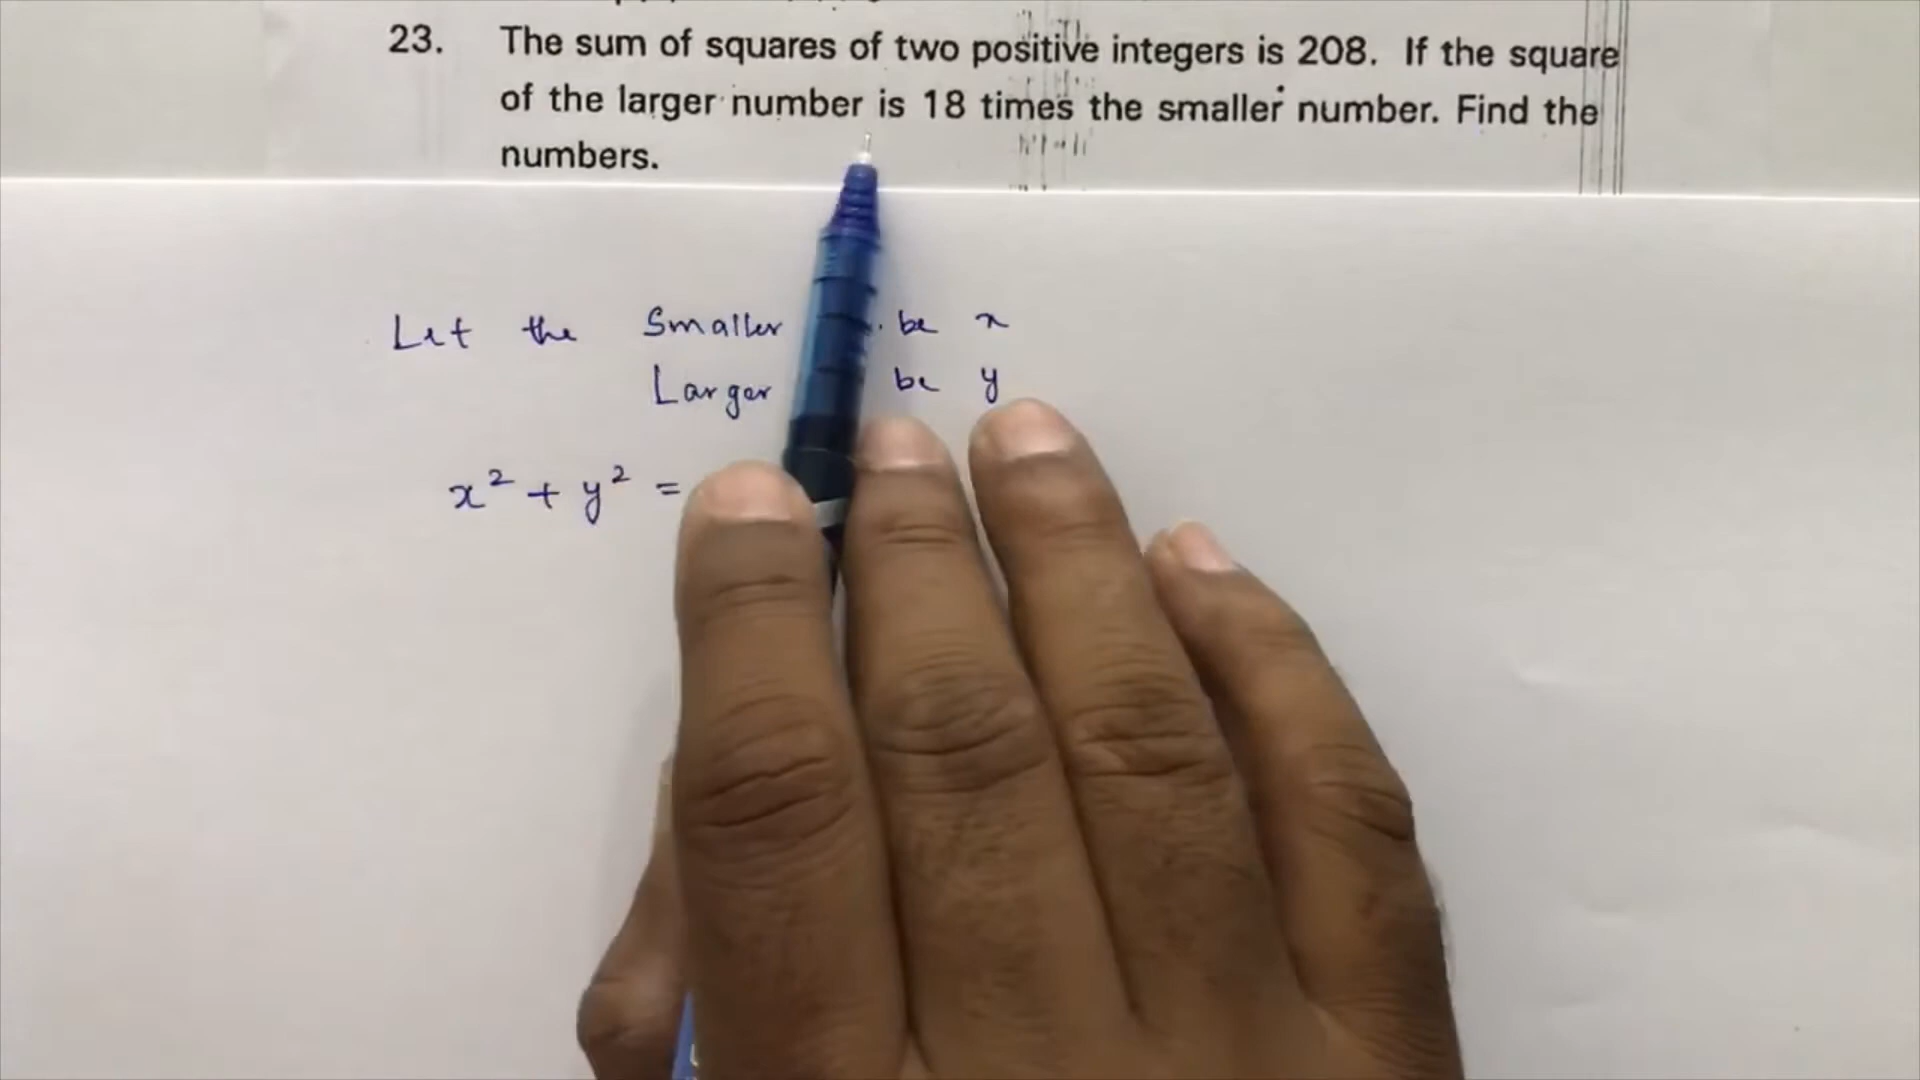 23. The sum of squares of two positive integers is 208. If the square
of the larger number is 18 times the smaller number. Find the
numbers.
Let the Smaller be x
Larger be y
x² + y² =